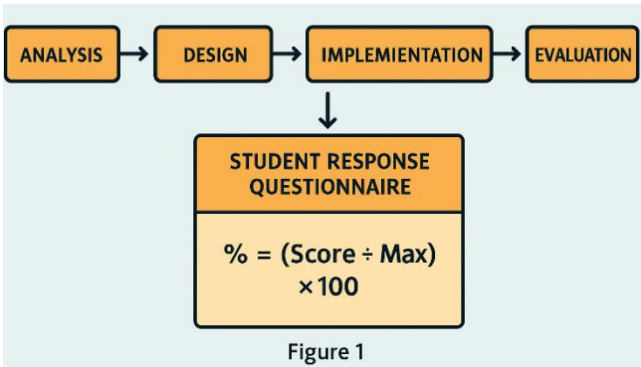 ANALYSIS
DESIGN
IMPLEMIENTATION
EVALUATION
STUDENT RESPONSE
QUESTIONNAIRE
% = (Score ÷ Max)
×100
Figure 1